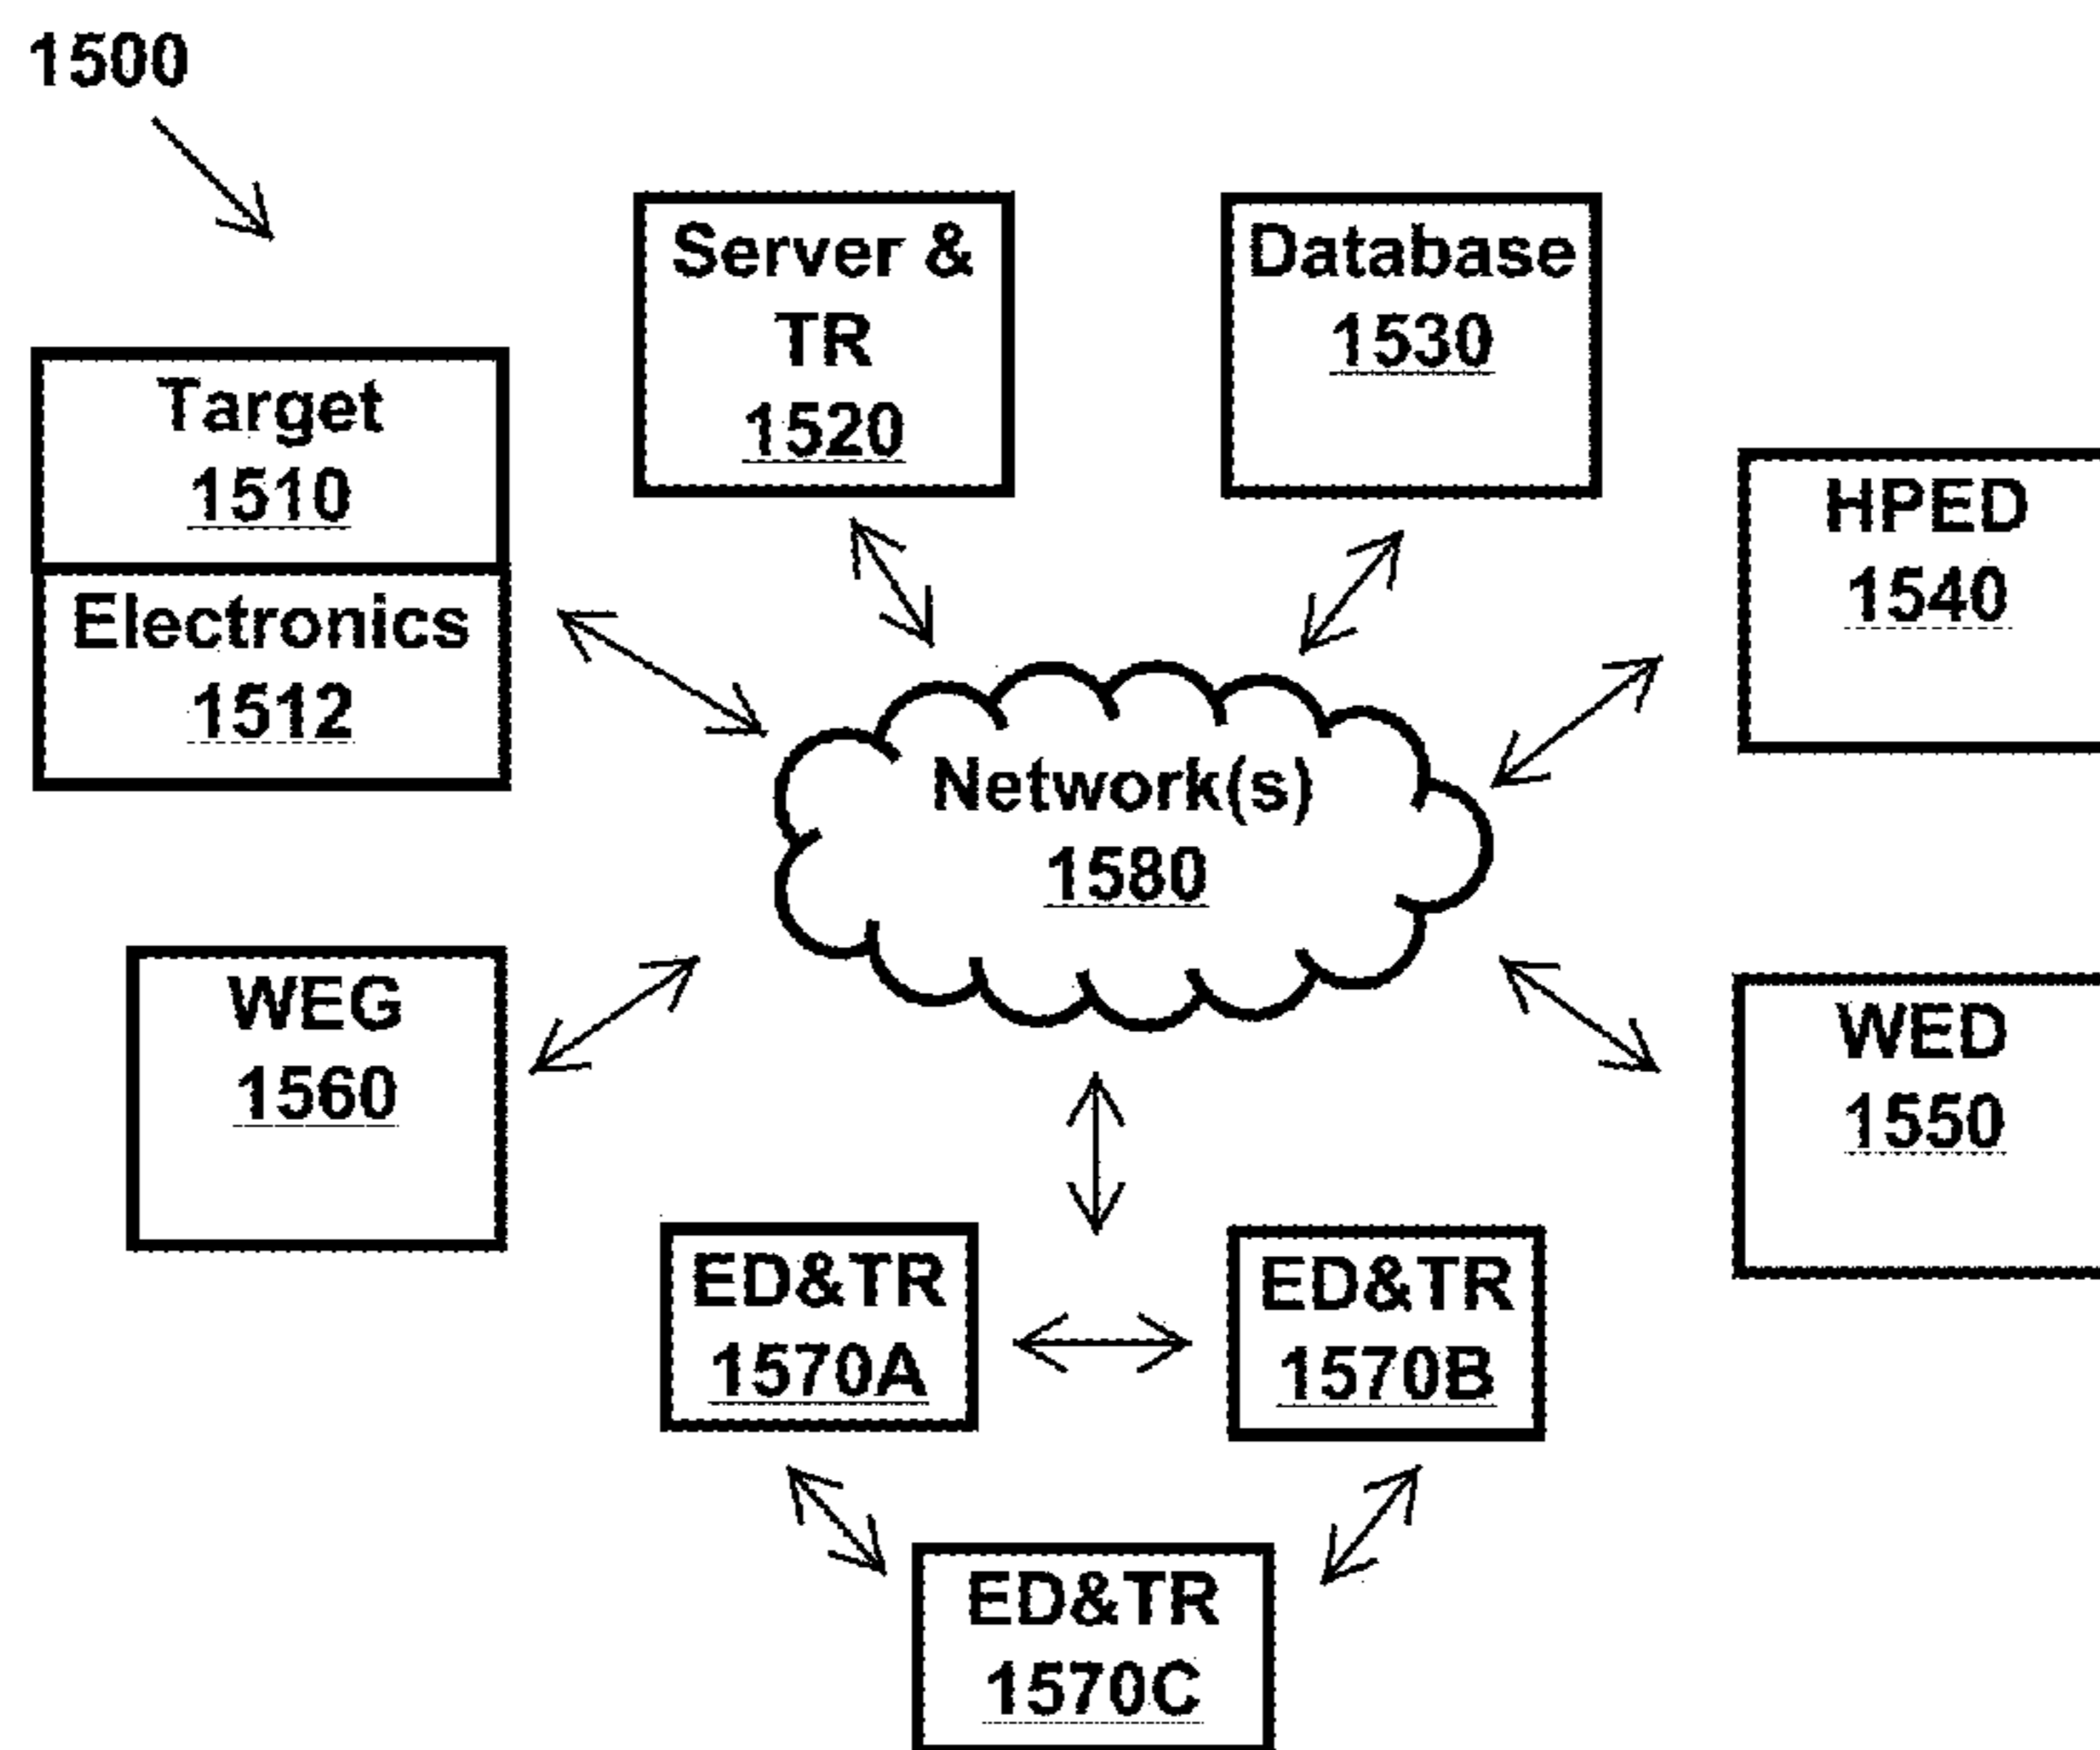 1500
Server &
TR
1520
Database
1530
Target
1510
Electronics
1512
HPED
1540
Network(s)
1580
WEG
1560
WED
1550
ED&TR
1570A
ED&TR
1570B
ED&TR
1570C